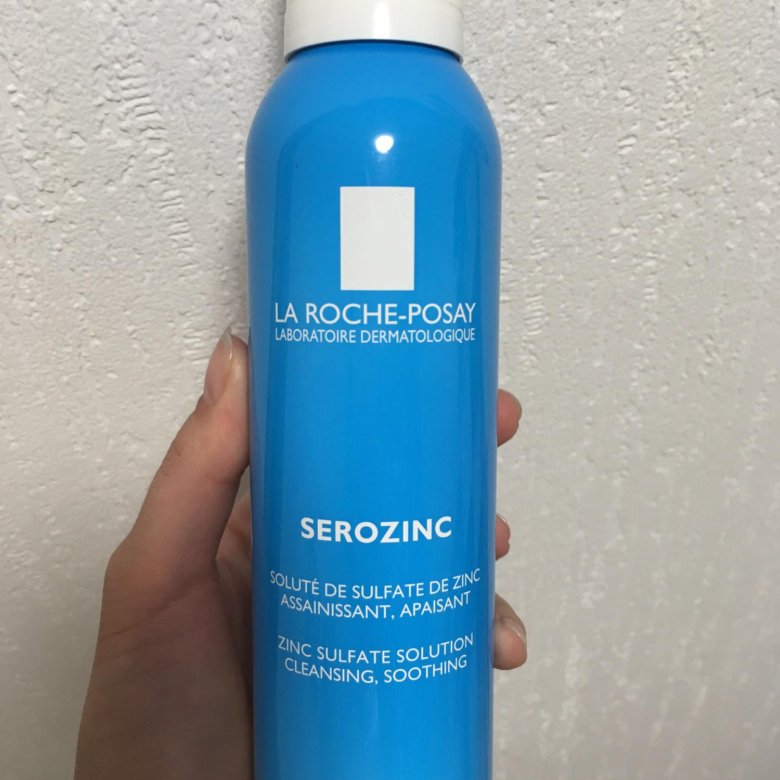 LA ROCHE-POSAY
LABORATOIRE DERMATOLOGIQUE
SEROZINC
SOLUTÉ DE SULFATE DE ZINC
ASSAINISSANT, APAISANT
ZINC SULFATE SOLUTION
CLEANSING, SOOTHING